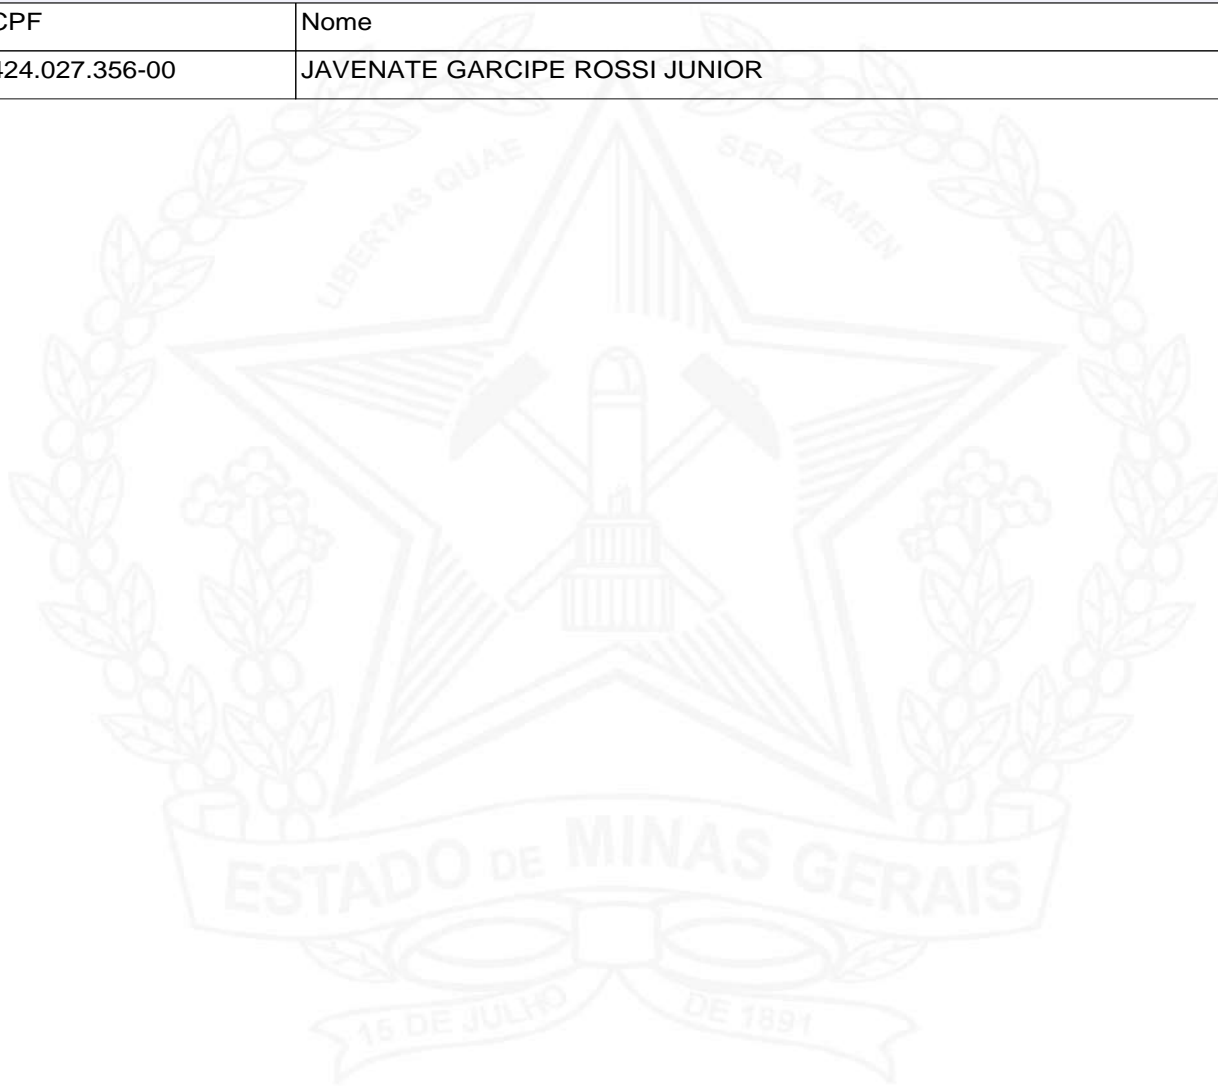 CPF Nome
424.027.356-00 JAVENATE GARCIPE ROSSI JUNIOR
LIBERTAS QUAE SERA TAMEN
ESTADO DE MINAS GERAIS
15 DE JULHO DE 1891